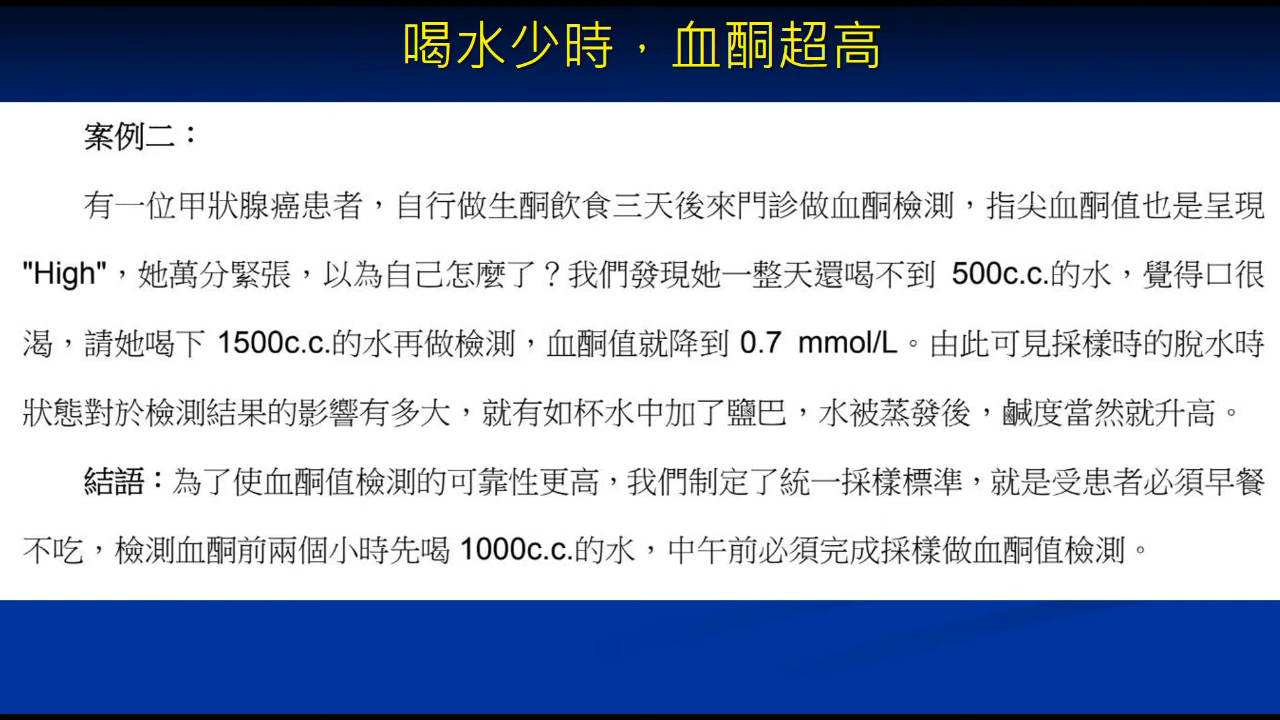 喝水少時，血酮超高
案例二：
有一位甲狀腺癌患者，自行做生酮飲食三天後來門診做血酮檢測，指尖血酮值也是呈現
"High"，她萬分緊張，以為自己怎麼了？我們發現她一整天還喝不到 500c.c.的水，覺得口很
渴，請她喝下 1500c.c.的水再做檢測，血酮值就降到 0.7 mmol/L。由此可見採樣時的脫水時
狀態對於檢測結果的影響有多大，就有如杯水中加了鹽巴，水被蒸發後，鹹度當然就升高。
結語：為了使血酮值檢測的可靠性更高，我們制定了統一採樣標準，就是受患者必須早餐
不吃，檢測血酮前兩個小時先喝 1000c.c.的水，中午前必須完成採樣做血酮值檢測。